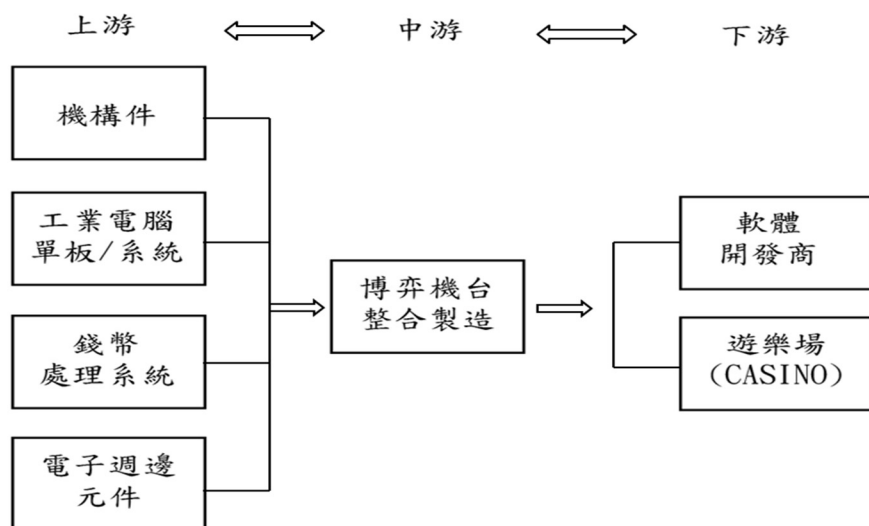 上游
中游
下游
機構件
工業電腦
單板/系統
錢幣
處理系統
電子週邊
元件
博弈機台
整合製造
軟體
開發商
遊樂場
(CASINO)